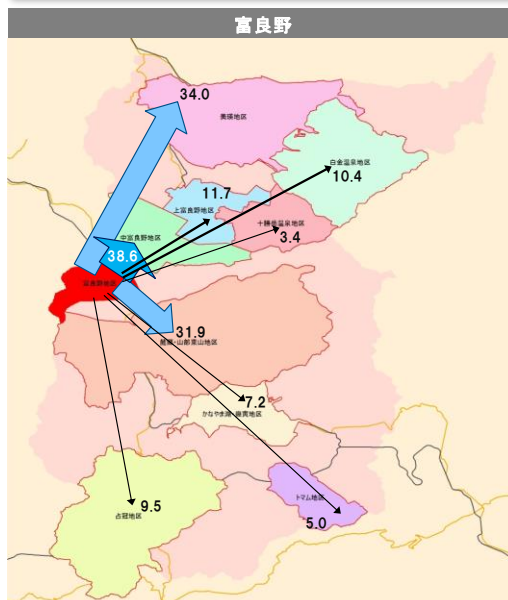 富良野
34.0
美瑛地区
白金温泉地区
10.4
11.7
上富良野地区
十勝岳温泉地区
3.4
中富良野地区
38.6
富良野地区
31.9
麓郷・山部東山地区
7.2
かなやま湖・幾寅地区
トマム地区
5.0
9.5
占冠地区